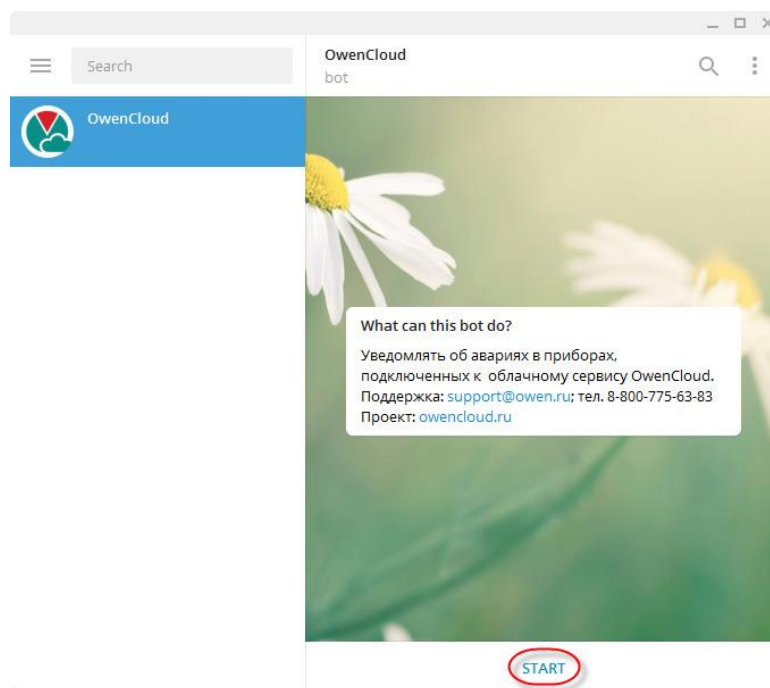 Search
OwenCloud
bot
OwenCloud
What can this bot do?
Уведомлять об авариях в приборах,
подключенных к облачному сервису OwenCloud.
Поддержка: support@owen.ru; тел. 8-800-775-63-83
Проект: owencloud.ru
START